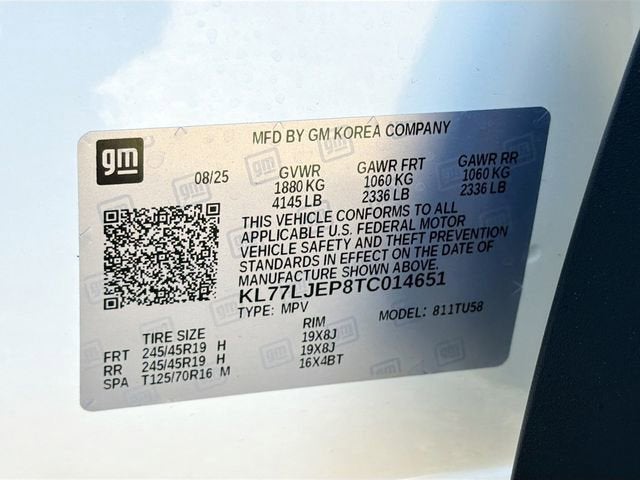 gm
MFD BY GM KOREA COMPANY
08/25 GVWR GAWR FRT GAWR RR
1880 KG 1060 KG 1060 KG
4145 LB 2336 LB 2336 LB
THIS VEHICLE CONFORMS TO ALL
APPLICABLE U.S. FEDERAL MOTOR
VEHICLE SAFETY AND THEFT PREVENTION
STANDARDS IN EFFECT ON THE DATE OF
MANUFACTURE SHOWN ABOVE.
KL77LJEP8TC014651
TYPE: MPV MODEL: 811TU58
TIRE SIZE RIM
FRT 245/45R19 H 19X8J
RR 245/45R19 H 19X8J
SPA T125/70R16 M 16X4BT